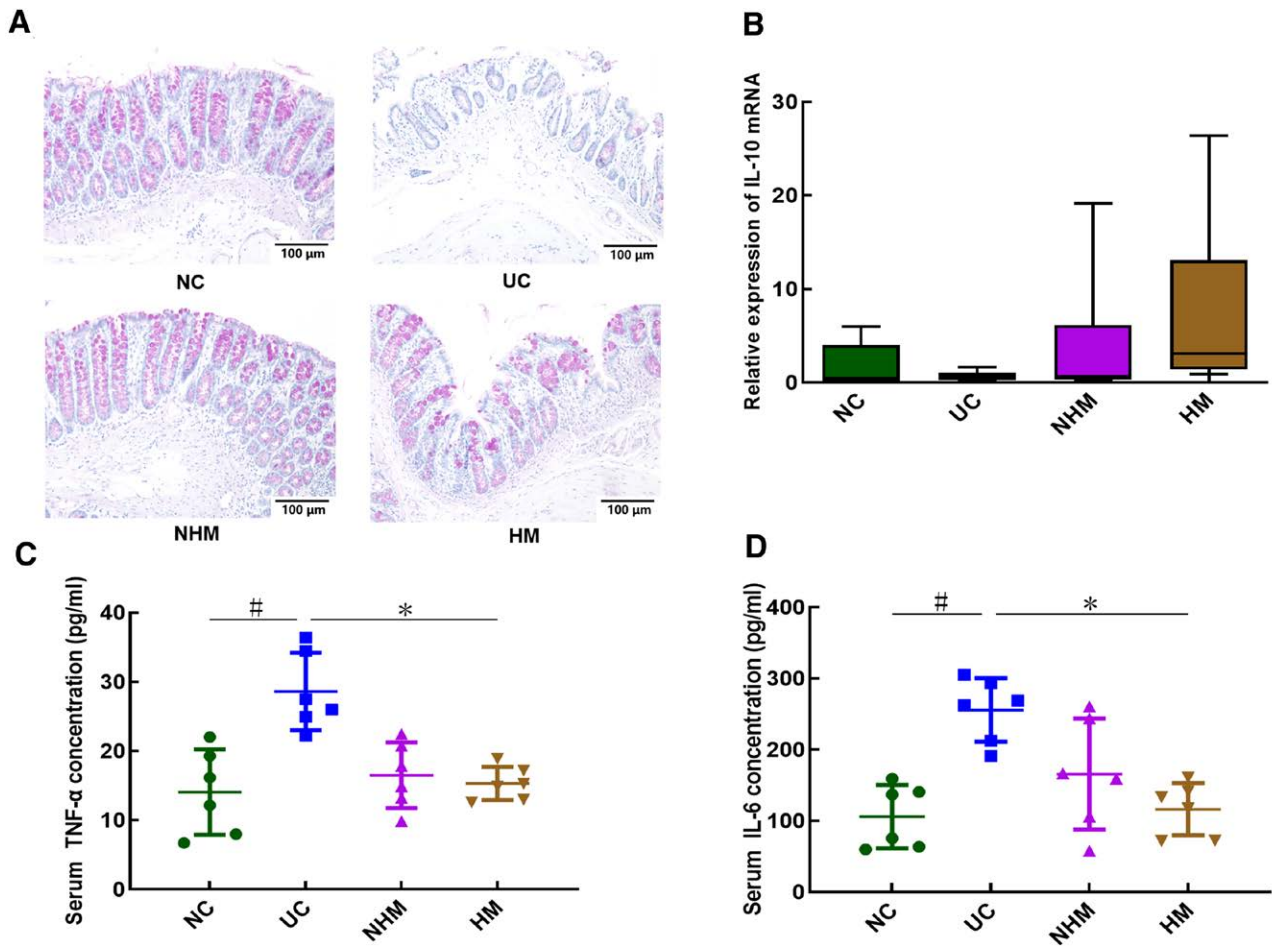 A
100 μm
NC
100 μm
UC
100 μm
NHM
100 μm
HM
B
Relative expression of IL-10 mRNA
30
20
10
0
NC
UC
NHM
HM
C
Serum TNF-α concentration (pg/ml)
40
30
20
10
0
#
*
NC
UC
NHM
HM
D
Serum IL-6 concentration (pg/ml)
400
300
200
100
0
#
*
NC
UC
NHM
HM